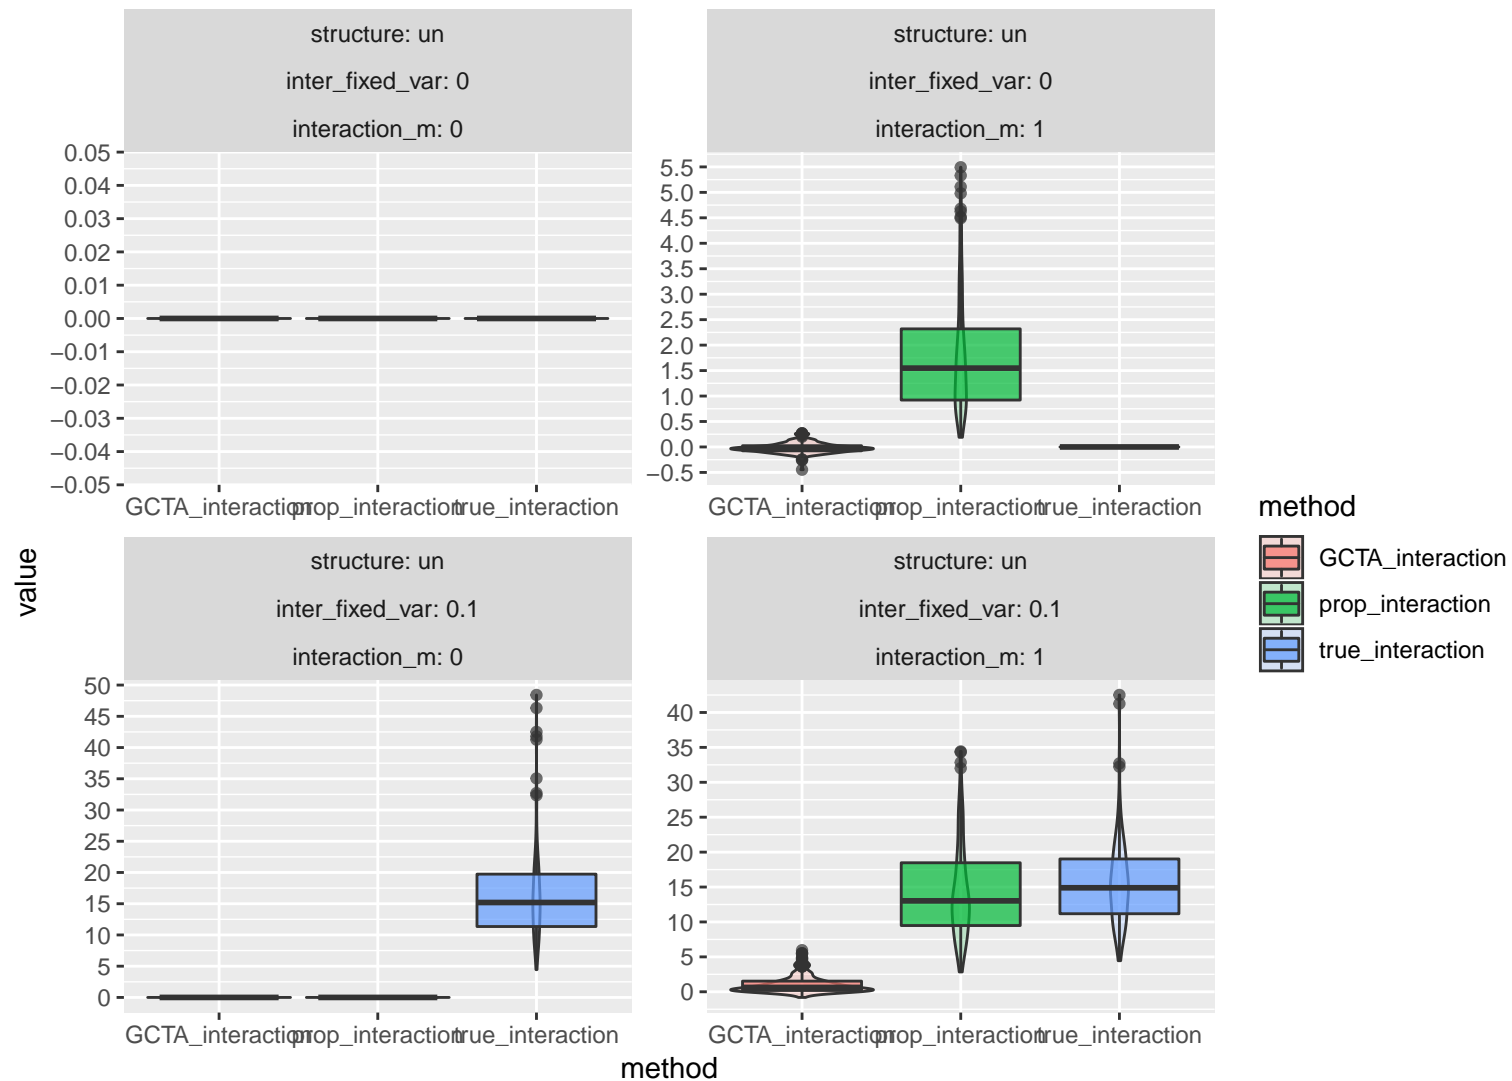 structure: un
inter_fixed_var: 0
interaction_m: 0
0.05
0.04
0.03
0.02
0.01
0.00
−0.01
−0.02
−0.03
−0.04
−0.05
GCTA_interaction prop_interaction true_interaction
structure: un
inter_fixed_var: 0
interaction_m: 1
5.5
5.0
4.5
4.0
3.5
3.0
2.5
2.0
1.5
1.0
0.5
0.0
−0.5
GCTA_interaction prop_interaction true_interaction
structure: un
inter_fixed_var: 0.1
interaction_m: 0
50
45
40
35
30
25
20
15
10
5
0
GCTA_interaction prop_interaction true_interaction
structure: un
inter_fixed_var: 0.1
interaction_m: 1
40
35
30
25
20
15
10
5
0
GCTA_interaction prop_interaction true_interaction
value
method
method
GCTA_interaction
prop_interaction
true_interaction